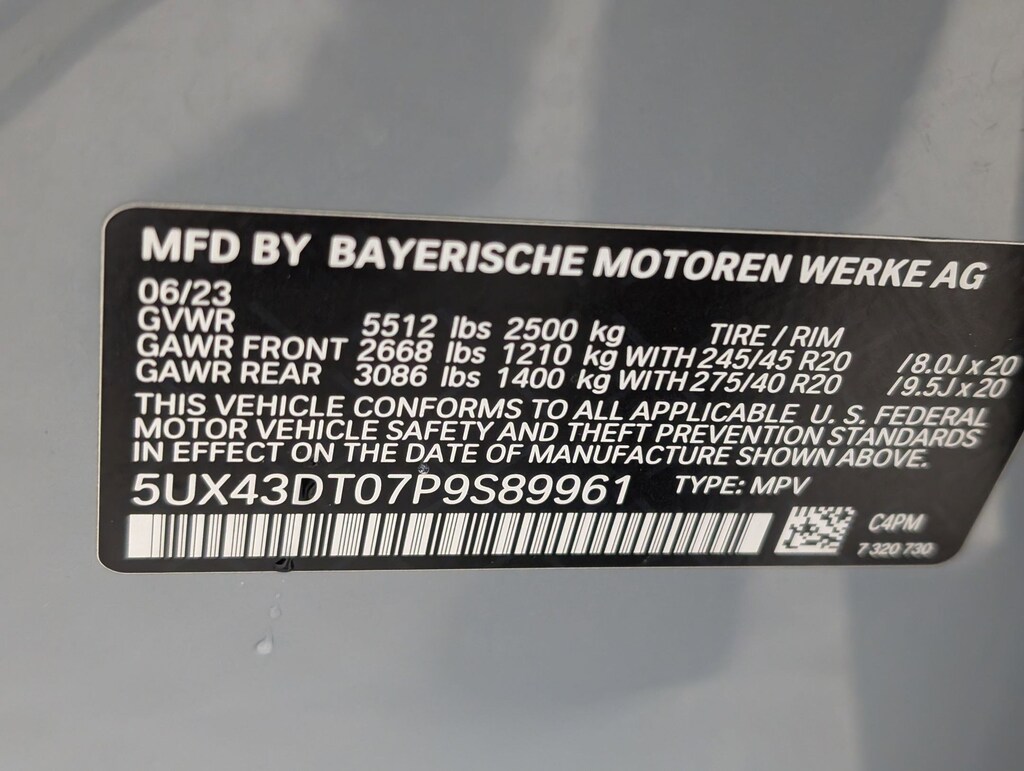 MFD BY BAYERISCHE MOTOREN WERKE AG
06/23
GVWR 5512 lbs 2500 kg TIRE / RIM
GAWR FRONT 2668 lbs 1210 kg WITH 245/45 R20 /8.0J x 20
GAWR REAR 3086 lbs 1400 kg WITH 275/40 R20 /9.5J x 20
THIS VEHICLE CONFORMS TO ALL APPLICABLE U. S. FEDERAL
MOTOR VEHICLE SAFETY AND THEFT PREVENTION STANDARDS
IN EFFECT ON THE DATE OF MANUFACTURE SHOWN ABOVE.
5UX43DT07P9S89961 TYPE: MPV
C4PM
7 320 730